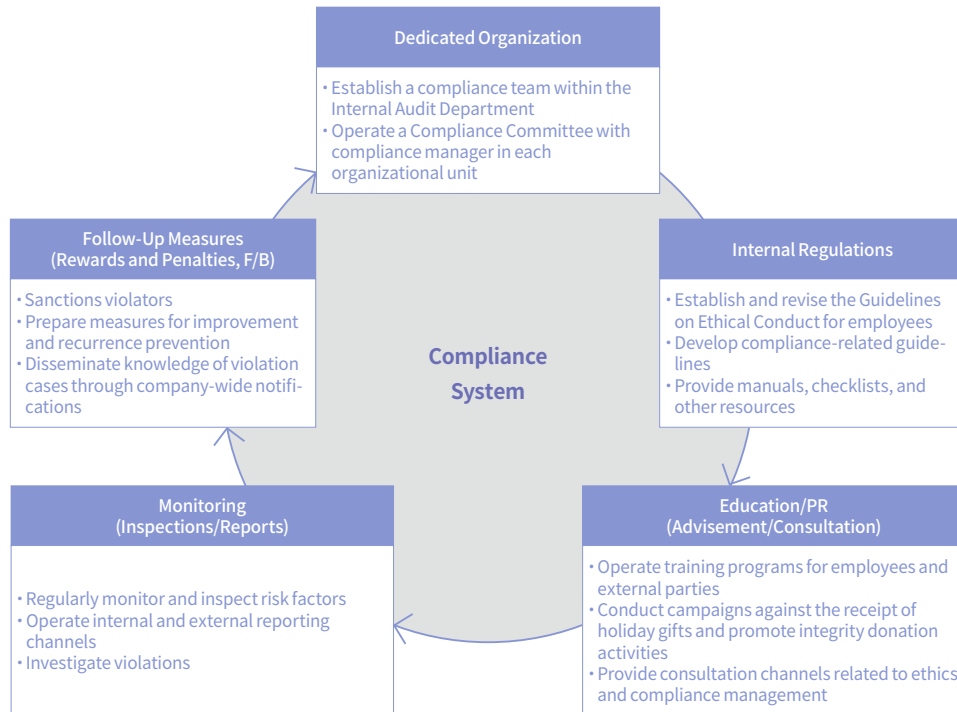 Dedicated Organization
• Establish a compliance team within the
Internal Audit Department
• Operate a Compliance Committee with
compliance manager in each
organizational unit
Follow-Up Measures
(Rewards and Penalties, F/B)
• Sanctions violators
• Prepare measures for improvement
and recurrence prevention
• Disseminate knowledge of violation
cases through company-wide notifi-
cations
Compliance
System
Internal Regulations
• Establish and revise the Guidelines
on Ethical Conduct for employees
• Develop compliance-related guide-
lines
• Provide manuals, checklists, and
other resources
Monitoring
(Inspections/Reports)
• Regularly monitor and inspect risk factors
• Operate internal and external reporting
channels
• Investigate violations
Education/PR
(Advisement/Consultation)
• Operate training programs for employees and
external parties
• Conduct campaigns against the receipt of
holiday gifts and promote integrity donation
activities
• Provide consultation channels related to ethics
and compliance management